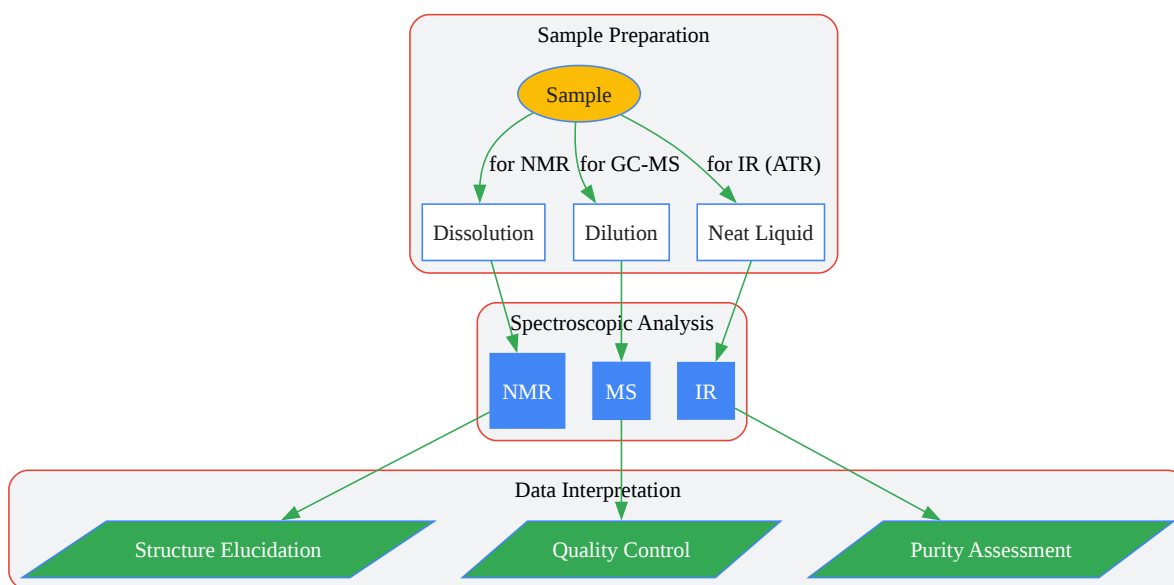 Sample Preparation
Sample
for NMR
for GC-MS
for IR (ATR)
Dissolution
Dilution
Neat Liquid
Spectroscopic Analysis
NMR
MS
IR
Data Interpretation
Structure Elucidation
Quality Control
Purity Assessment